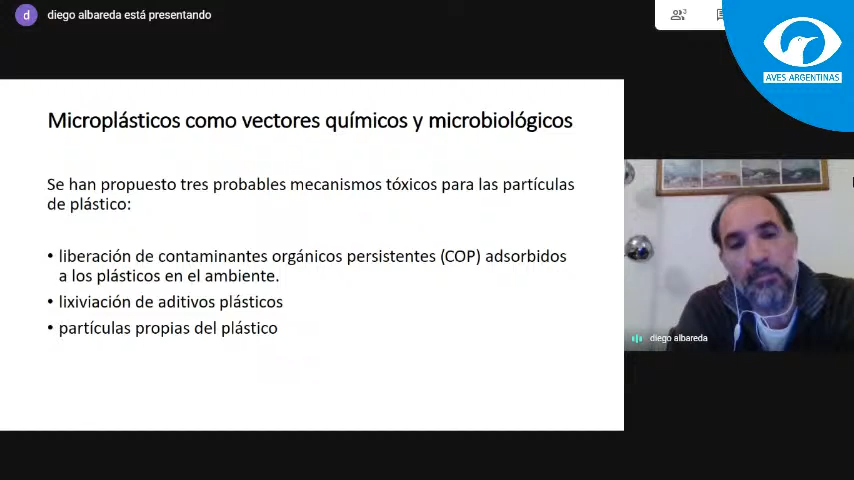 d
diego albareda está presentando
3
AVES ARGENTINAS
Microplásticos como vectores químicos y microbiológicos
Se han propuesto tres probables mecanismos tóxicos para las partículas
de plástico:
• liberación de contaminantes orgánicos persistentes (COP) adsorbidos
a los plásticos en el ambiente.
• lixiviación de aditivos plásticos
• partículas propias del plástico
diego albareda